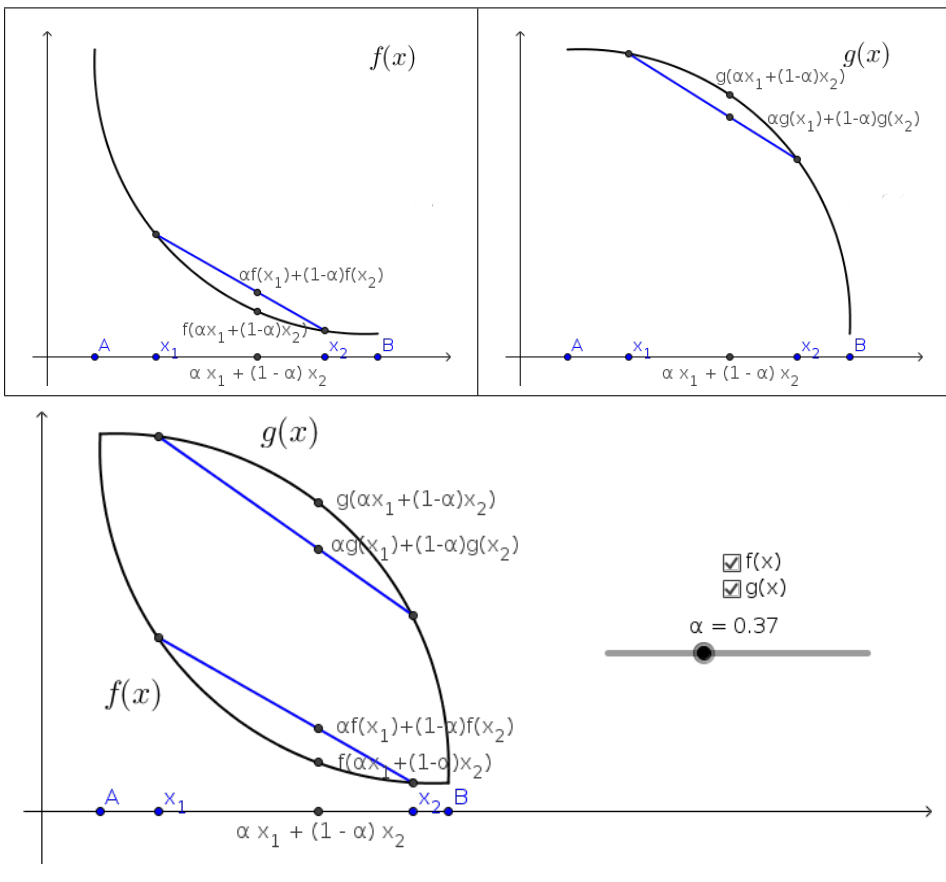 f(x)
αf(x₁)+(1-α)f(x₂)
f(αx₁+(1-α)x₂)
A x₁ x₂ B
α x₁ + (1 - α) x₂
g(x)
g(αx₁+(1-α)x₂)
αg(x₁)+(1-α)g(x₂)
A x₁ x₂ B
α x₁ + (1 - α) x₂
g(x)
g(αx₁+(1-α)x₂)
αg(x₁)+(1-α)g(x₂)
f(x)
g(x)
α = 0.37
f(x)
αf(x₁)+(1-α)f(x₂)
f(αx₁+(1-α)x₂)
A x₁ x₂ B
α x₁ + (1 - α) x₂